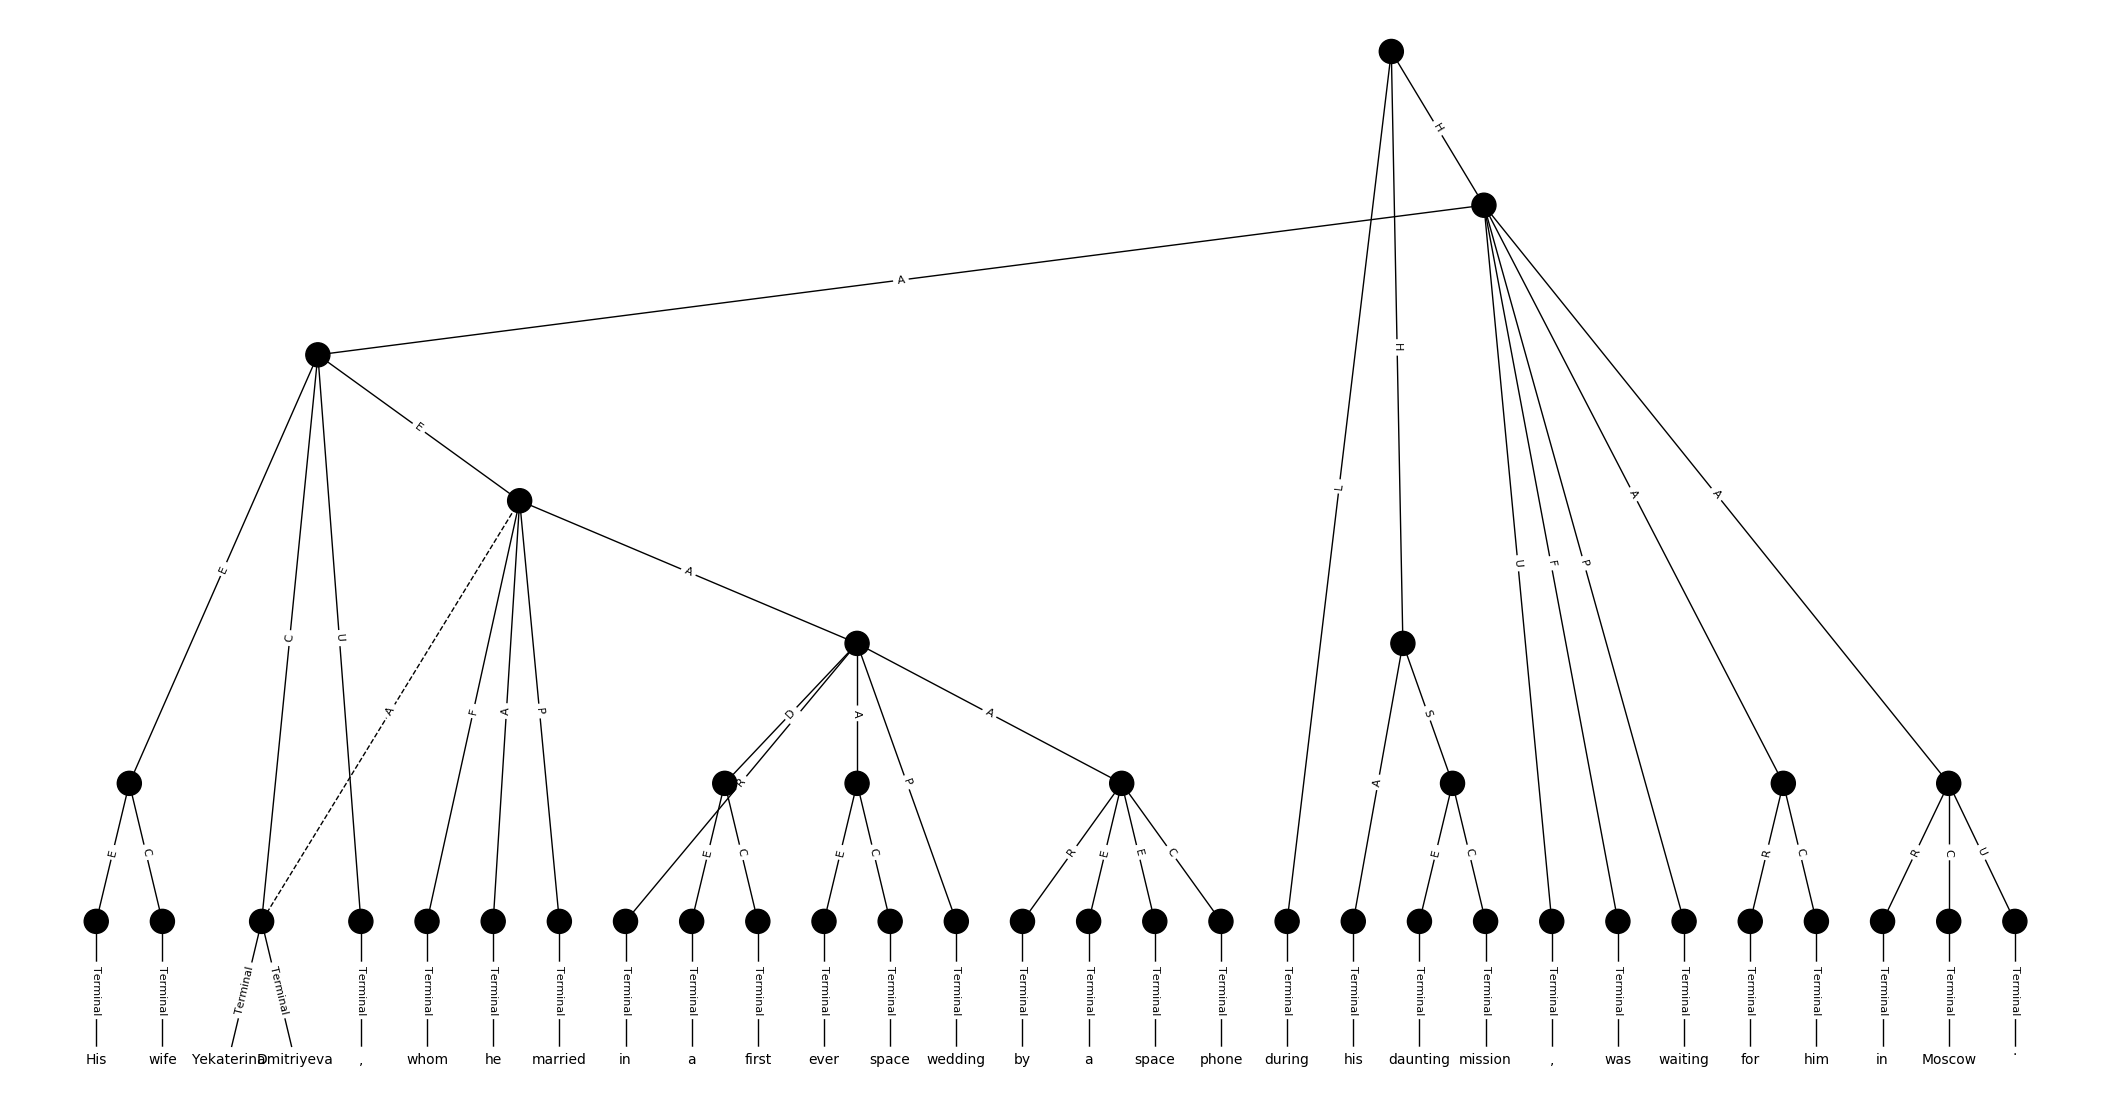 H
A
E
H
E
A
L
U
F
P
A
A
E
C
U
A
F
A
P
D
A
A
S
R
P
A
E
C
E
C
E
C
R
E
E
C
E
C
R
C
R
C
U
Terminal Terminal Terminal Terminal Terminal Terminal Terminal Terminal Terminal Terminal Terminal Terminal Terminal Terminal Terminal Terminal Terminal Terminal Terminal Terminal Terminal Terminal Terminal Terminal Terminal Terminal Terminal Terminal Terminal Terminal
His wife Yekaterina Dmitriyeva , whom he married in a first ever space wedding by a space phone during his daunting mission , was waiting for him in Moscow .